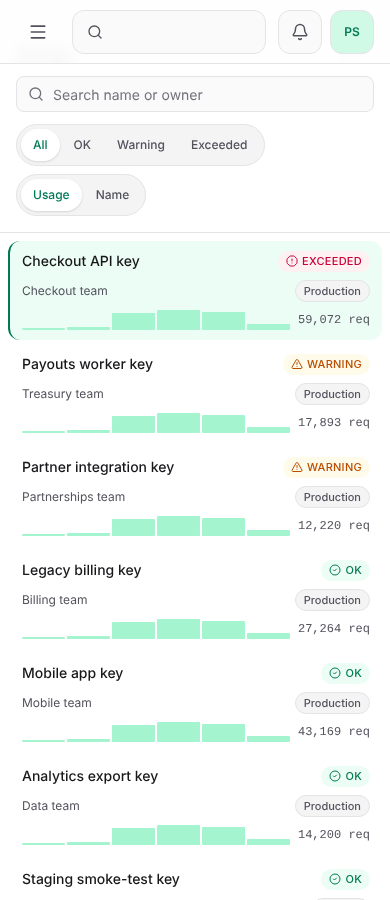 PS
Search name or owner
All OK Warning Exceeded
Usage Name
Checkout API key EXCEEDED
Checkout team Production
59,072 req
Payouts worker key WARNING
Treasury team Production
17,893 req
Partner integration key WARNING
Partnerships team Production
12,220 req
Legacy billing key OK
Billing team Production
27,264 req
Mobile app key OK
Mobile team Production
43,169 req
Analytics export key OK
Data team Production
14,200 req
Staging smoke-test key OK